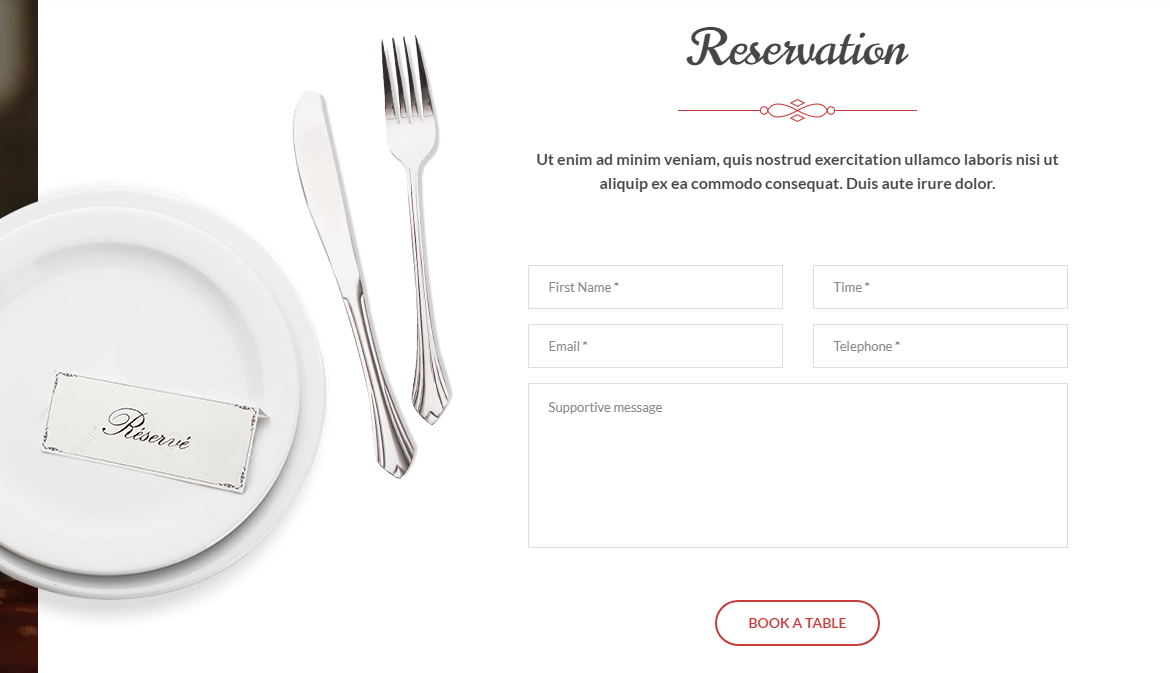 Reservation
Ut enim ad minim veniam, quis nostrud exercitation ullamco laboris nisi ut
aliquip ex ea commodo consequat. Duis aute irure dolor.
First Name *
Time *
Email *
Telephone *
Supportive message
Réservé
BOOK A TABLE